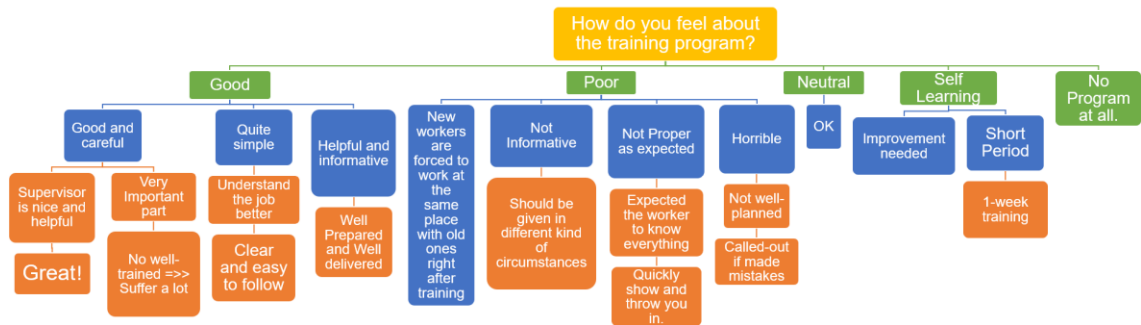 How do you feel about
the training program?
Good
Poor
Neutral
Self
Learning
No
Program
at all.
Good and
careful
Quite
simple
Helpful and
informative
New
workers
are
forced to
work at
the
same
place
with old
ones
right
after
training
Not
Informative
Not Proper
as expected
Horrible
OK
Improvement
needed
Short
Period
Supervisor
is nice and
helpful
Very
Important
part
Understand
the job
better
Well
Prepared
and Well
delivered
Should be
given in
different kind
of
circumstances
Expected
the worker
to know
everything
Not well-
planned
1-week
training
Great!
No well-
trained =>>
Suffer a lot
Clear
and easy
to follow
Quickly
show and
throw you
in.
Called-out
if made
mistakes